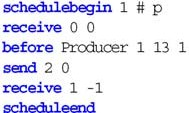 schedulebegin 1 # p
receive 0 0
before Producer 1 13 1
send 2 0
receive 1 -1
scheduleend